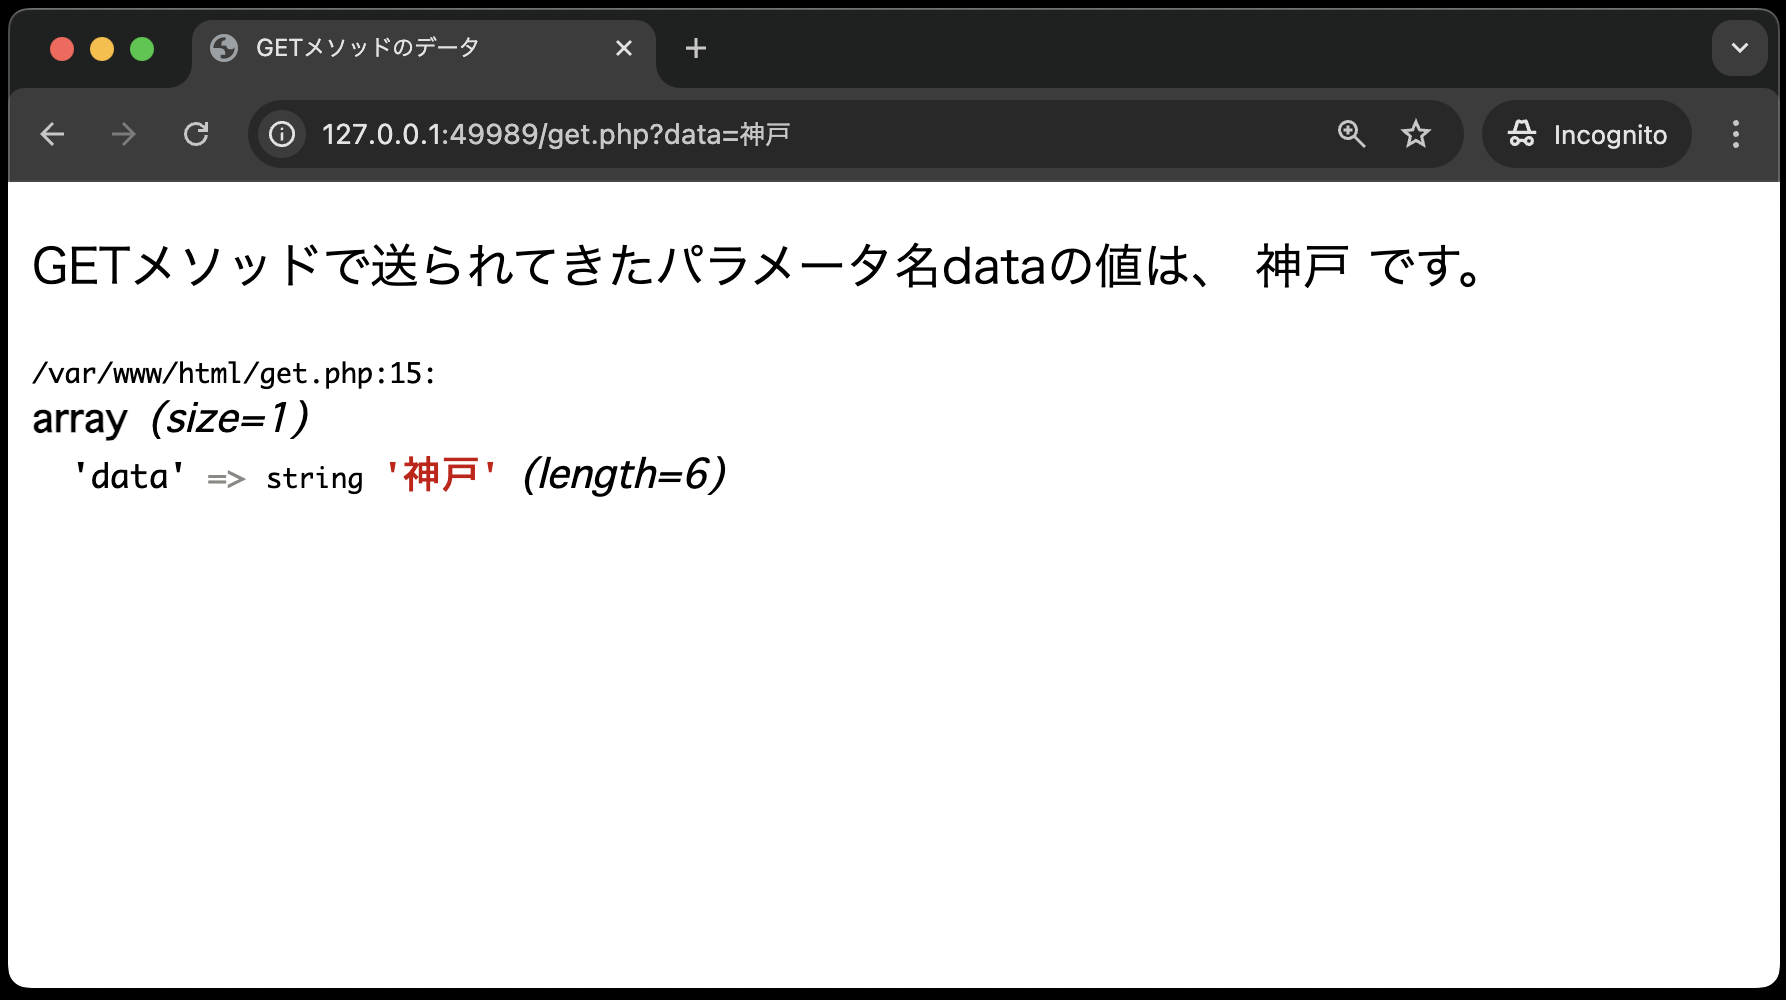 GETメソッドのデータ
127.0.0.1:49989/get.php?data=神戸
Incognito
GETメソッドで送られてきたパラメータ名dataの値は、 神戸 です。
/var/www/html/get.php:15:
array (size=1)
'data' => string '神戸' (length=6)